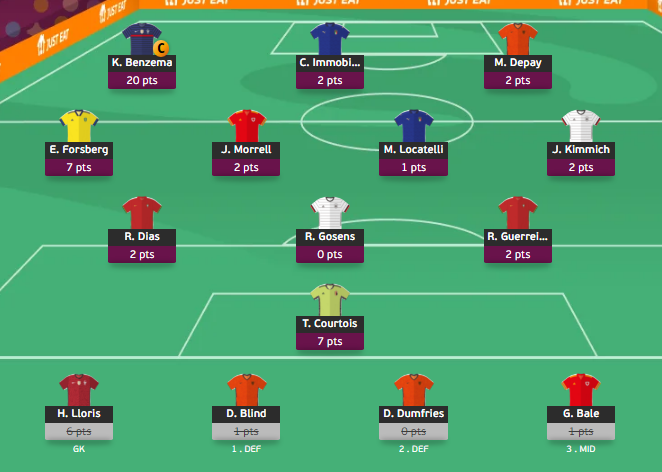 JUST EAT
JUST EAT
JUST EAT
JUST EAT
JUST EAT
C
K. Benzema
20 pts
C. Immobi...
2 pts
M. Depay
2 pts
E. Forsberg
7 pts
J. Morrell
2 pts
M. Locatelli
1 pts
J. Kimmich
2 pts
R. Dias
2 pts
R. Gosens
0 pts
R. Guerrei...
2 pts
T. Courtois
7 pts
H. Lloris
6 pts
GK
D. Blind
1 pts
1 . DEF
D. Dumfries
0 pts
2 . DEF
G. Bale
1 pts
3 . MID